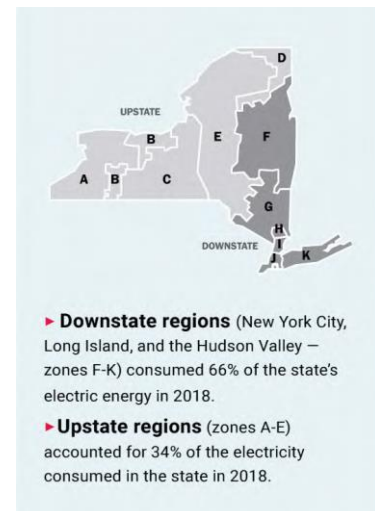 D
UPSTATE
B
E
F
A
B
C
G
H
DOWNSTATE
I
J
K
► Downstate regions (New York City,
Long Island, and the Hudson Valley —
zones F-K) consumed 66% of the state's
electric energy in 2018.
► Upstate regions (zones A-E)
accounted for 34% of the electricity
consumed in the state in 2018.